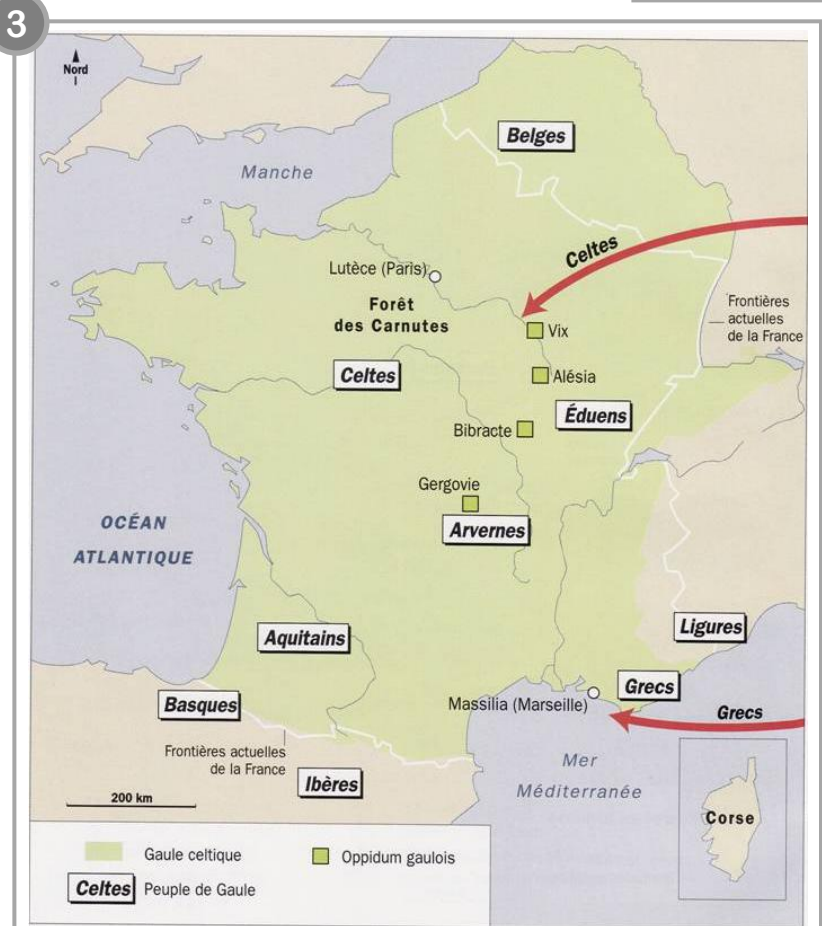 3
Nord
Belges
Manche
Celtes
Lutèce (Paris)
Forêt
des Carnutes
Frontières
actuelles
de la France
Vix
Celtes
Alésia
Éduens
Bibracte
Gergovie
OCÉAN
ATLANTIQUE
Arvernes
Ligures
Aquitains
Grecs
Basques
Massilia (Marseille)
Grecs
Frontières actuelles
de la France
Mer
Méditerranée
Ibères
200 km
Corse
Gaule celtique
Oppidum gaulois
Celtes
Peuple de Gaule